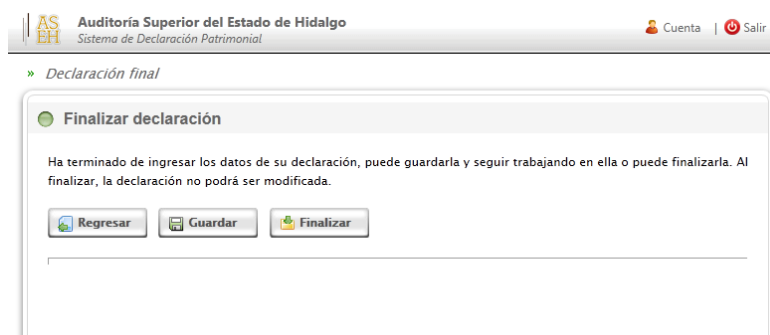 ASEH
Auditoría Superior del Estado de Hidalgo
Sistema de Declaración Patrimonial
Cuenta | Salir
» Declaración final
Finalizar declaración
Ha terminado de ingresar los datos de su declaración, puede guardarla y seguir trabajando en ella o puede finalizarla. Al
finalizar, la declaración no podrá ser modificada.
Regresar Guardar Finalizar